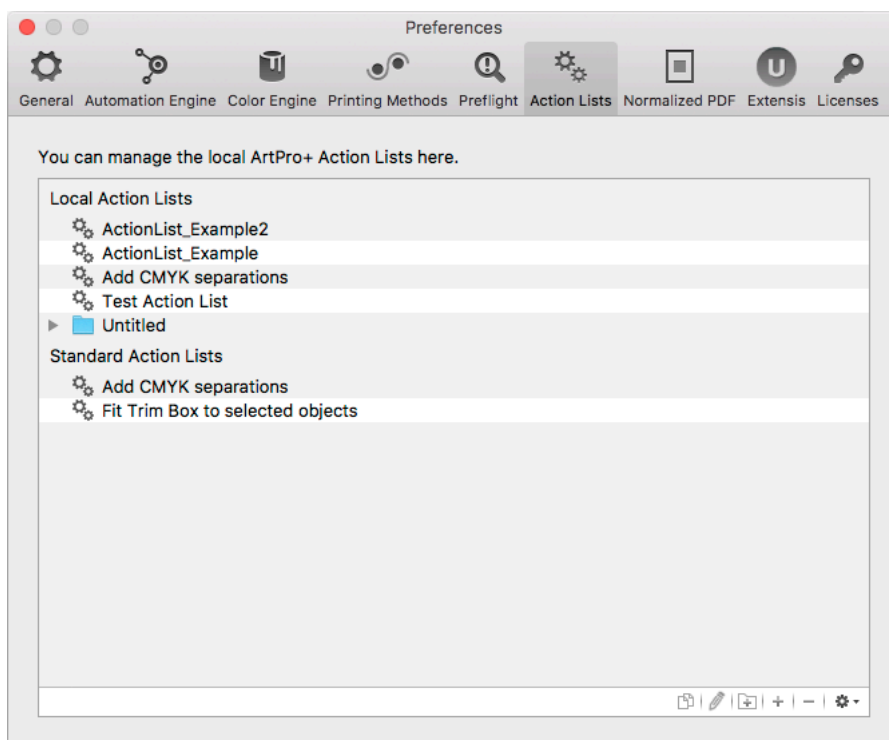 Preferences
General Automation Engine Color Engine Printing Methods Preflight Action Lists Normalized PDF Extensis Licenses
You can manage the local ArtPro+ Action Lists here.
Local Action Lists
ActionList_Example2
ActionList_Example
Add CMYK separations
Test Action List
Untitled
Standard Action Lists
Add CMYK separations
Fit Trim Box to selected objects